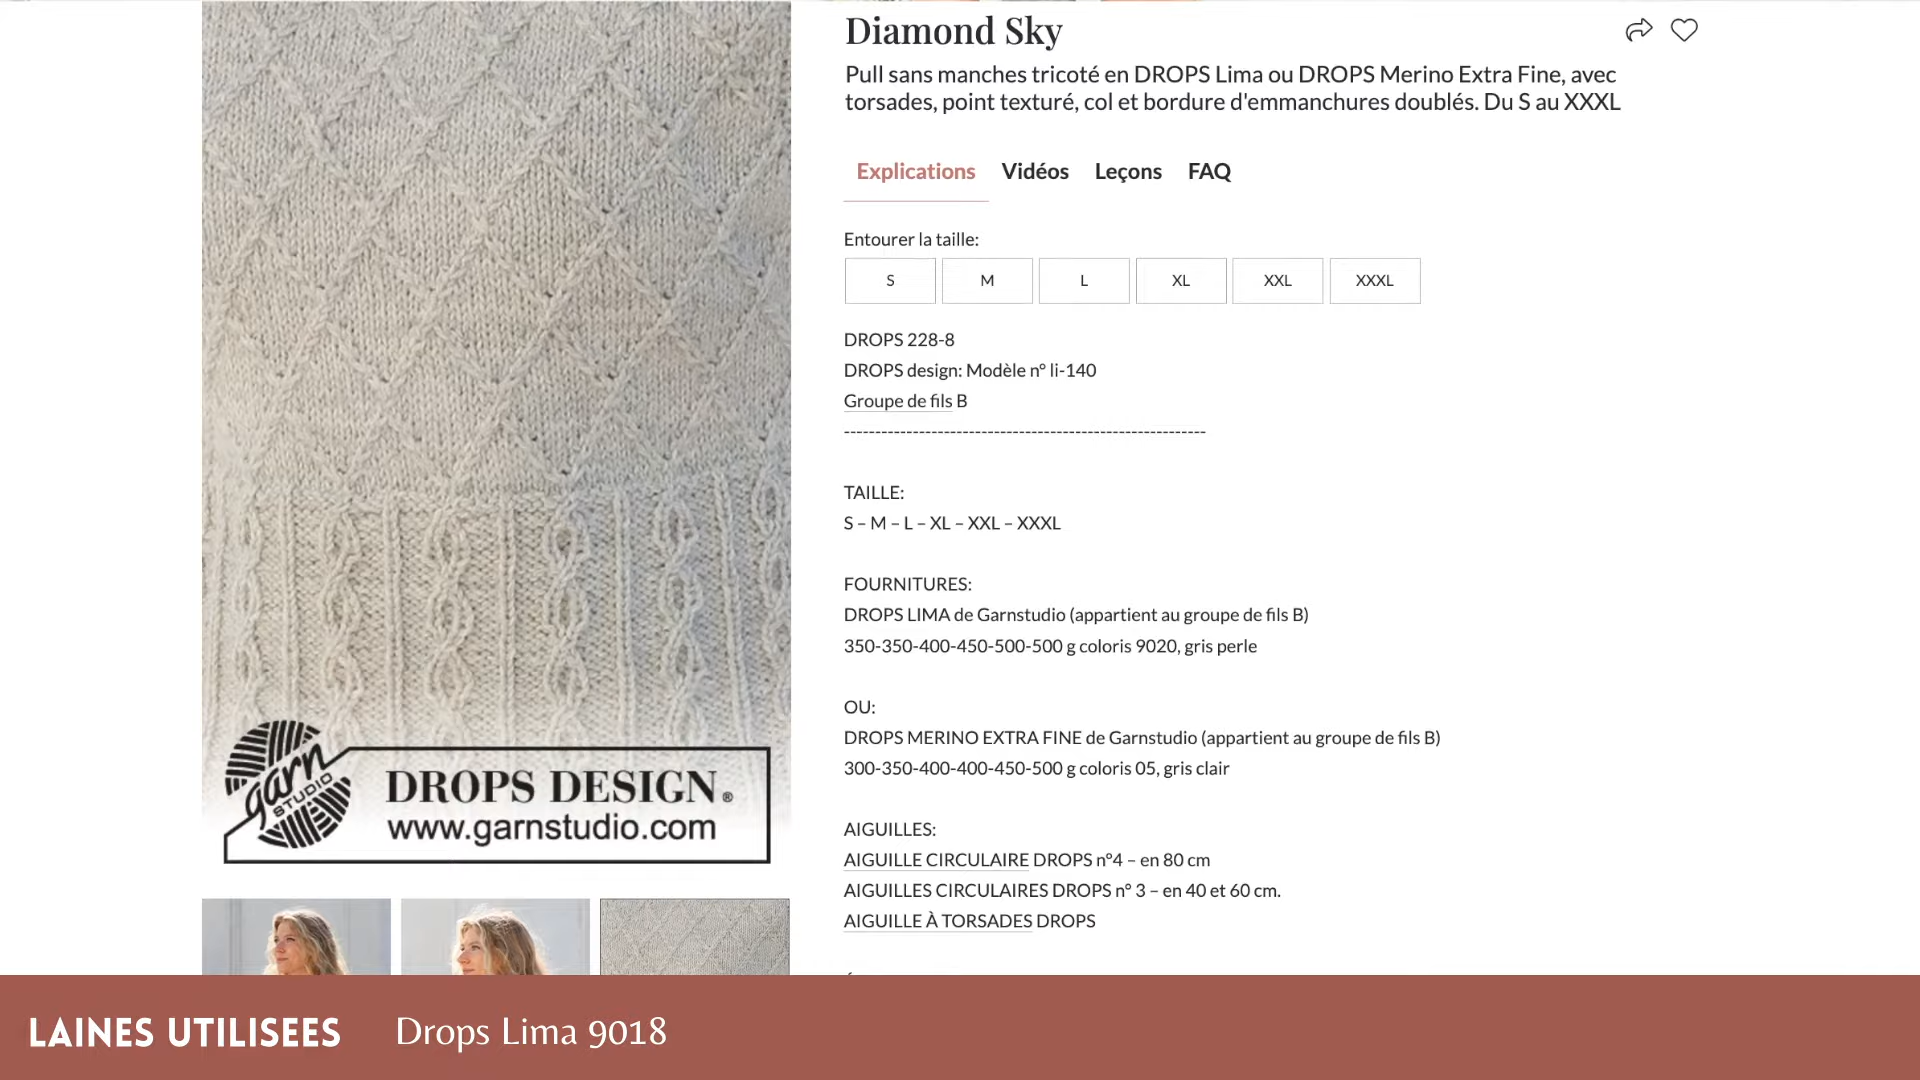 Diamond Sky
Pull sans manches tricoté en DROPS Lima ou DROPS Merino Extra Fine, avec
torsades, point texturé, col et bordure d'emmanchures doublés. Du S au XXXL
Explications Vidéos Leçons FAQ
Entourer la taille:
S M L XL XXL XXXL
DROPS 228-8
DROPS design: Modèle n° li-140
Groupe de fils B
----------------------------------------------------------
TAILLE:
S – M – L – XL – XXL – XXXL
FOURNITURES:
DROPS LIMA de Garnstudio (appartient au groupe de fils B)
350-350-400-450-500-500 g coloris 9020, gris perle
OU:
DROPS MERINO EXTRA FINE de Garnstudio (appartient au groupe de fils B)
300-350-400-400-450-500 g coloris 05, gris clair
AIGUILLES:
AIGUILLE CIRCULAIRE DROPS n°4 – en 80 cm
AIGUILLES CIRCULAIRES DROPS n° 3 – en 40 et 60 cm.
AIGUILLE À TORSADES DROPS
garn
STUDIO
DROPS DESIGN®
www.garnstudio.com
LAINES UTILISEES Drops Lima 9018